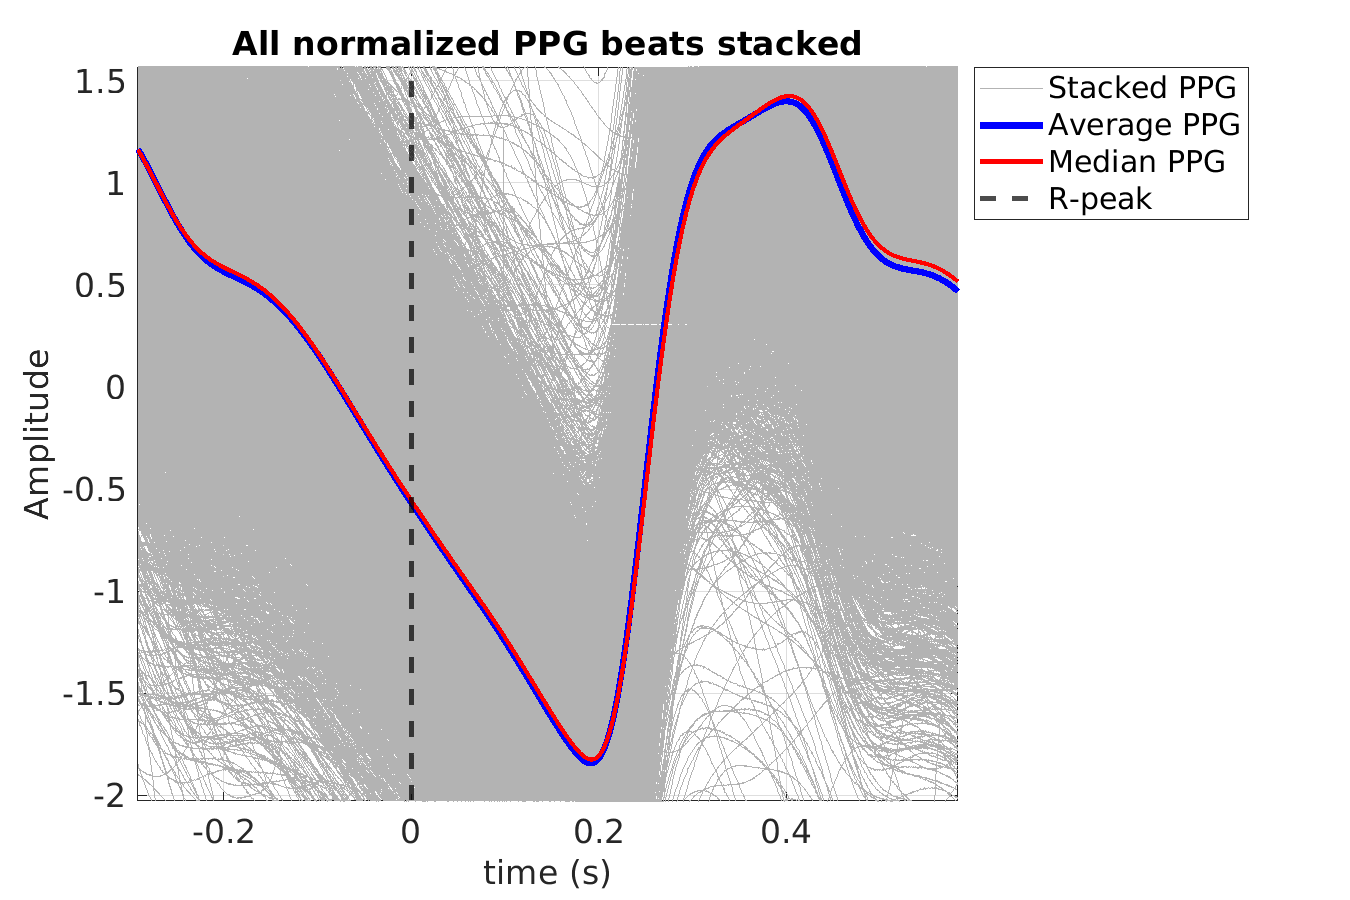 All normalized PPG beats stacked
Stacked PPG
Average PPG
Median PPG
R-peak
1.5
1
0.5
0
-0.5
-1
-1.5
-2
Amplitude
-0.2
0
0.2
0.4
time (s)